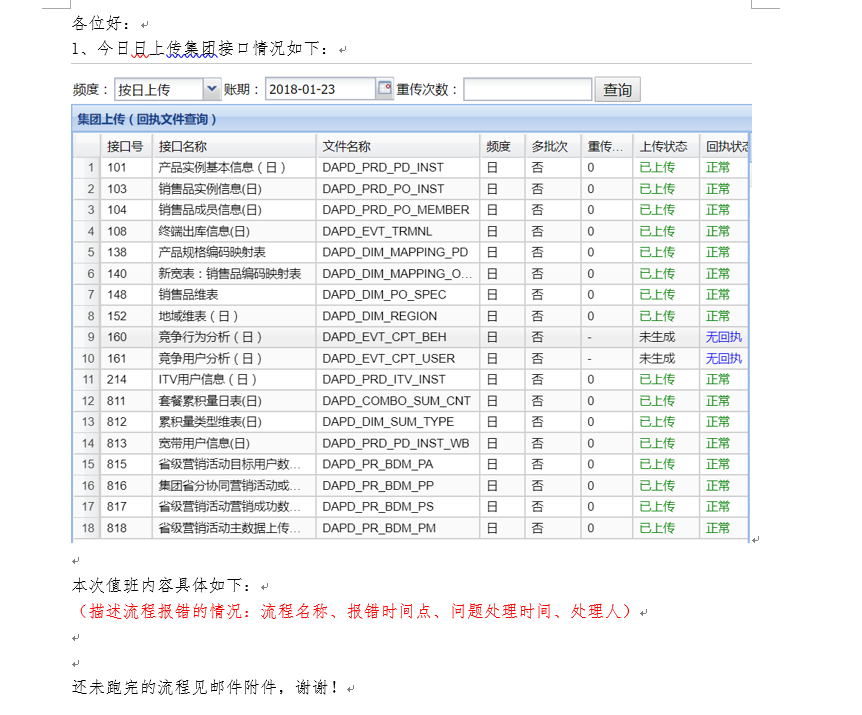 各位好：
1、今日日上传集团接口情况如下：
频度： 按日上传 账期： 2018-01-23 重传次数： 查询
集团上传（回执文件查询）
接口号 接口名称 文件名称 频度 多批次 重传... 上传状态 回执状态
1 101 产品实例基本信息（日） DAPD_PRD_PD_INST 日 否 0 已上传 正常
2 103 销售品实例信息(日) DAPD_PRD_PO_INST 日 否 0 已上传 正常
3 104 销售品成员信息(日) DAPD_PRD_PO_MEMBER 日 否 0 已上传 正常
4 108 终端出库信息(日) DAPD_EVT_TRMNL 日 否 0 已上传 正常
5 138 产品规格编码映射表 DAPD_DIM_MAPPING_PD 日 否 0 已上传 正常
6 140 新宽表：销售品编码映射表 DAPD_DIM_MAPPING_O... 日 否 0 已上传 正常
7 148 销售品维表 DAPD_DIM_PO_SPEC 日 否 0 已上传 正常
8 152 地域维表（日） DAPD_DIM_REGION 日 否 0 已上传 正常
9 160 竞争行为分析（日） DAPD_EVT_CPT_BEH 日 否 - 未生成 无回执
10 161 竞争用户分析（日） DAPD_EVT_CPT_USER 日 否 - 未生成 无回执
11 214 ITV用户信息（日） DAPD_PRD_ITV_INST 日 否 0 已上传 正常
12 811 套餐累积量日表(日) DAPD_COMBO_SUM_CNT 日 否 0 已上传 正常
13 812 累积量类型维表(日) DAPD_DIM_SUM_TYPE 日 否 0 已上传 正常
14 813 宽带用户信息(日) DAPD_PRD_PD_INST_WB 日 否 0 已上传 正常
15 815 省级营销活动目标用户数... DAPD_PR_BDM_PA 日 否 0 已上传 正常
16 816 集团省分协同营销活动或... DAPD_PR_BDM_PP 日 否 0 已上传 正常
17 817 省级营销活动营销成功数... DAPD_PR_BDM_PS 日 否 0 已上传 正常
18 818 省级营销活动主数据上传... DAPD_PR_BDM_PM 日 否 0 已上传 正常
本次值班内容具体如下：
（描述流程报错的情况：流程名称、报错时间点、问题处理时间、处理人）
还未跑完的流程见邮件附件，谢谢！